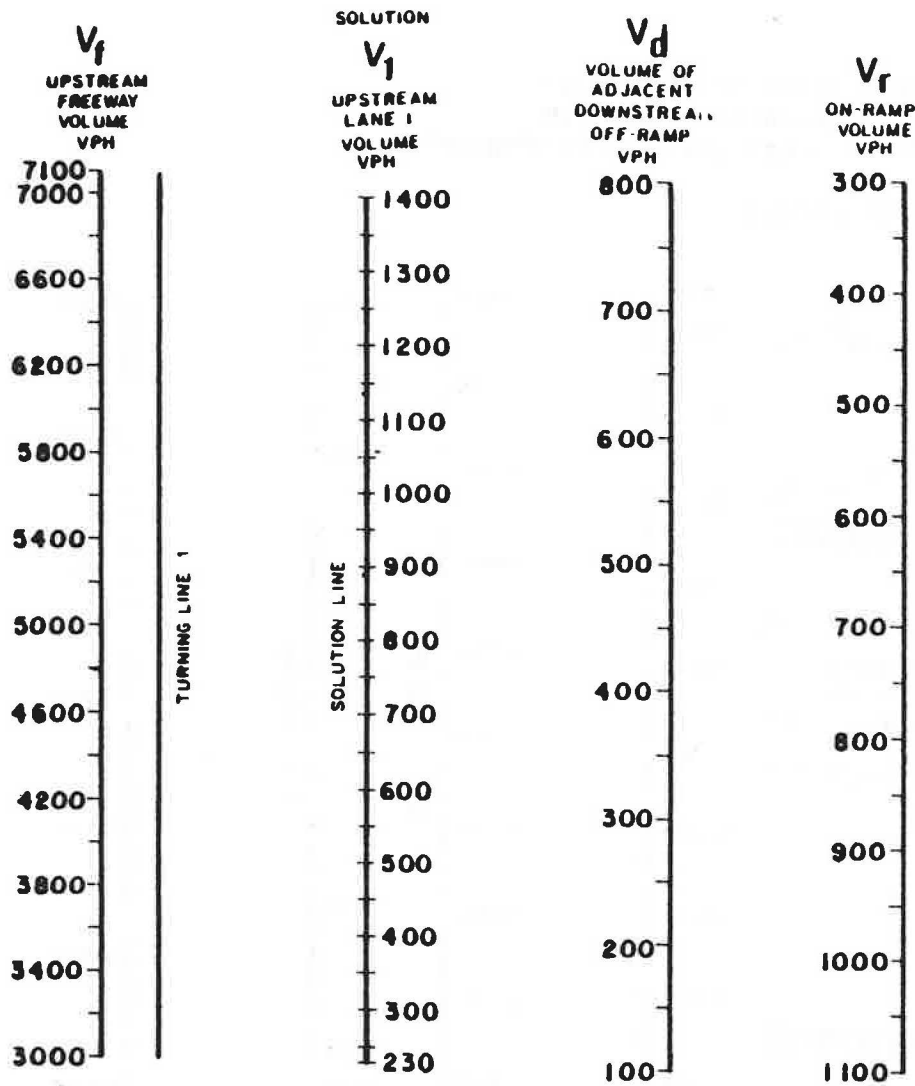 Vf
UPSTREAM
FREEWAY
VOLUME
VPH
7100
7000
6600
6200
5800
5400
5000
4600
4200
3800
3400
3000
TURNING LINE 1
SOLUTION
V1
UPSTREAM
LANE 1
VOLUME
VPH
1400
1300
1200
1100
1000
900
800
700
600
500
400
300
230
SOLUTION LINE
Vd
VOLUME OF
ADJACENT
DOWNSTREAM
OFF-RAMP
VPH
800
700
600
500
400
300
200
100
Vr
ON-RAMP
VOLUME
VPH
300
400
500
600
700
800
900
1000
1100